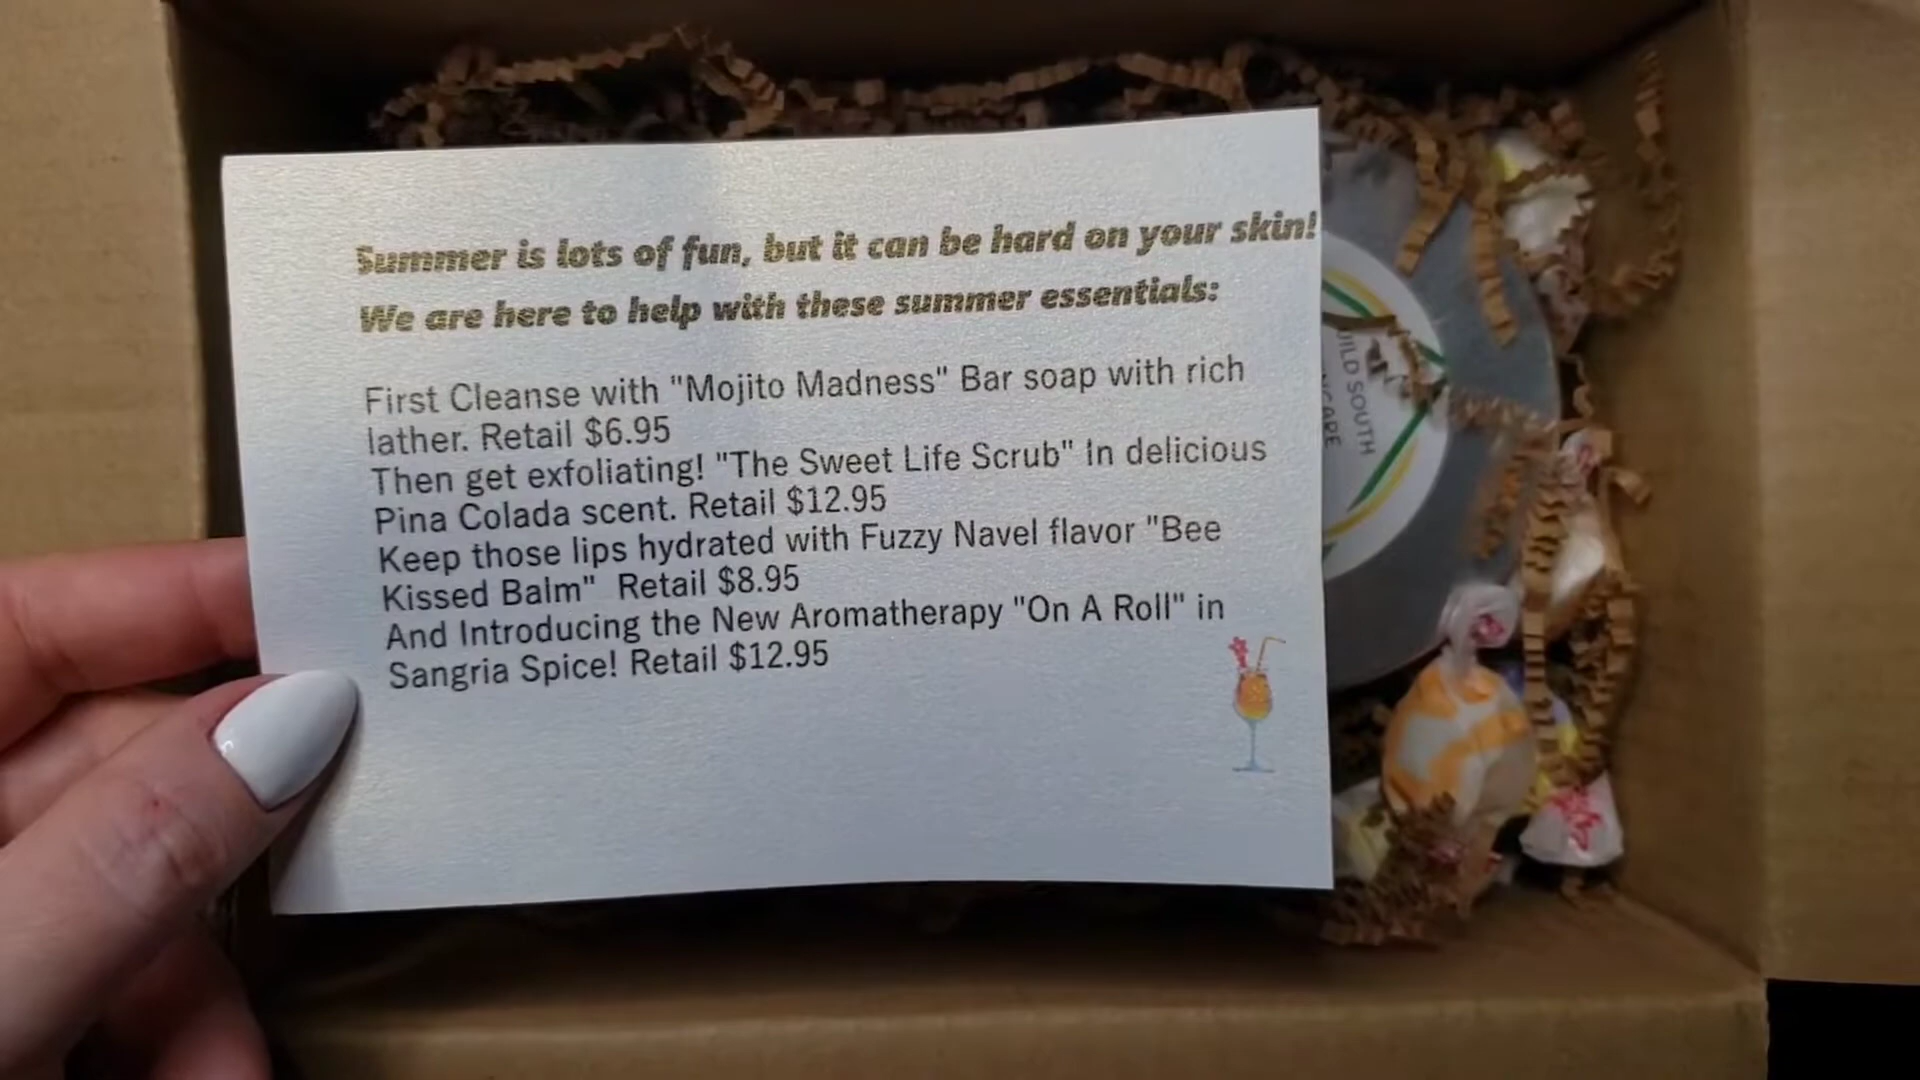 Summer is lots of fun, but it can be hard on your skin!
We are here to help with these summer essentials:
First Cleanse with "Mojito Madness" Bar soap with rich
lather. Retail $6.95
Then get exfoliating! "The Sweet Life Scrub" In delicious
Pina Colada scent. Retail $12.95
Keep those lips hydrated with Fuzzy Navel flavor "Bee
Kissed Balm" Retail $8.95
And Introducing the New Aromatherapy "On A Roll" in
Sangria Spice! Retail $12.95
SOUTH